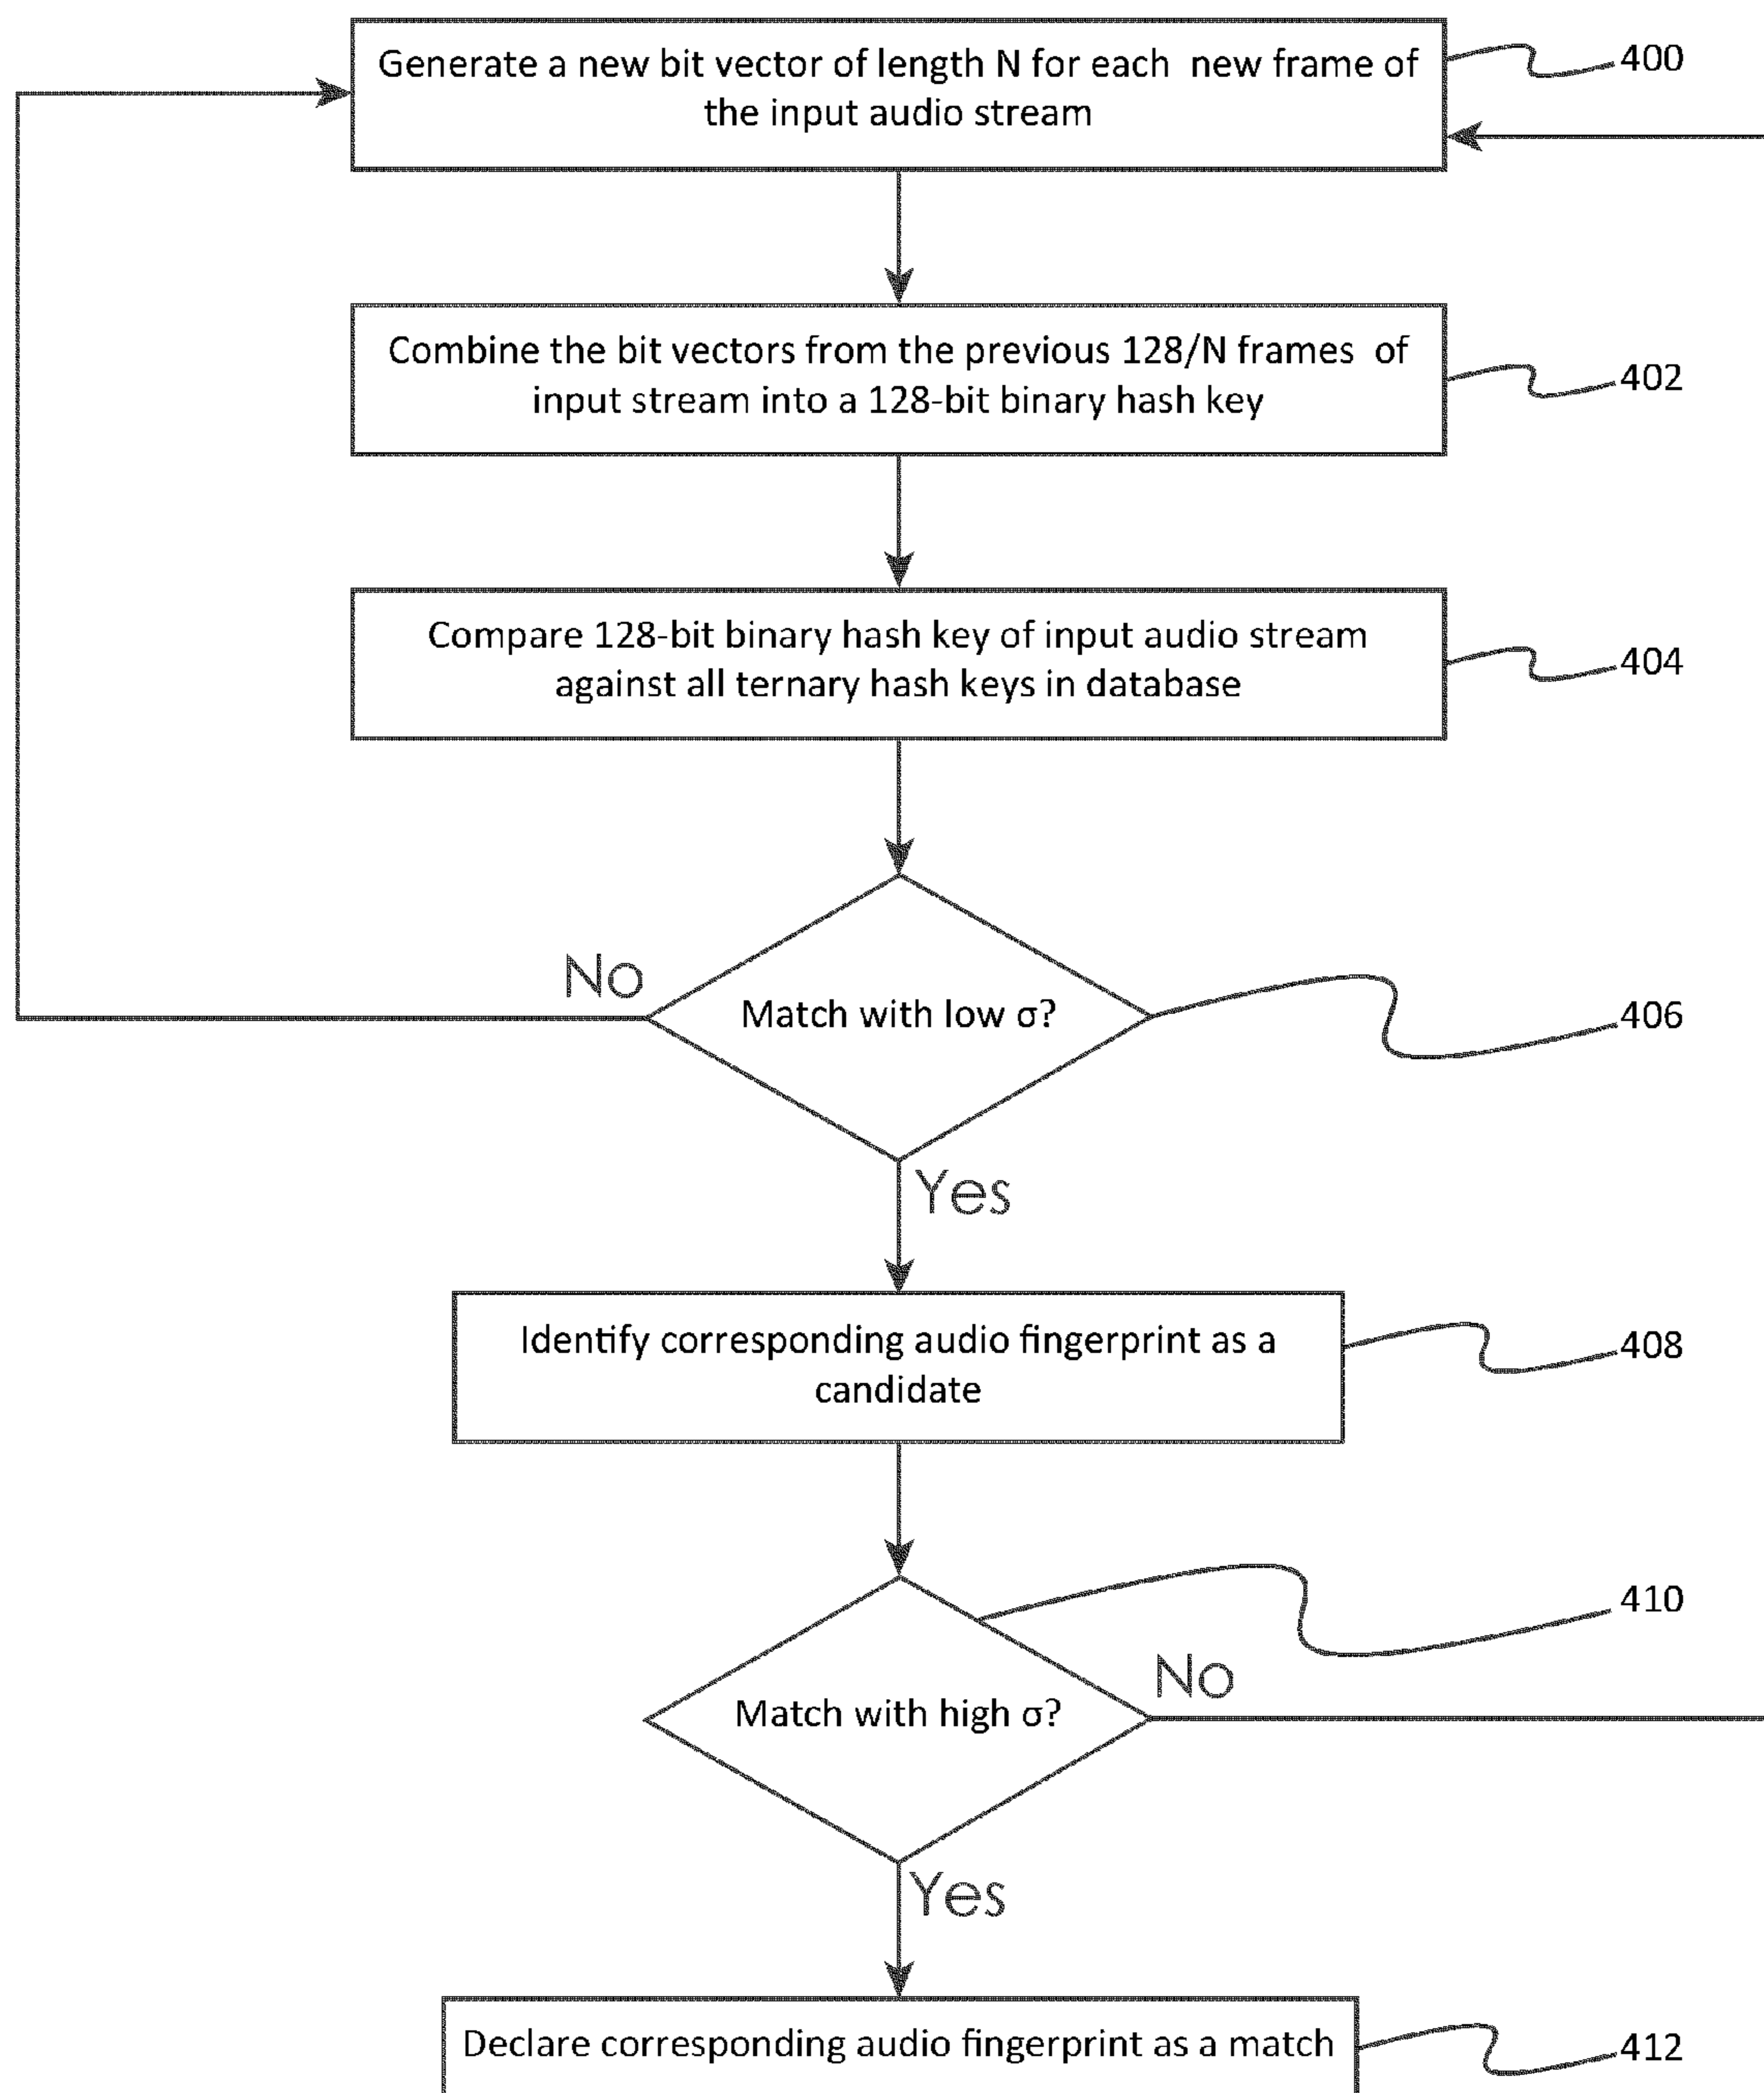 Generate a new bit vector of length N for each  new frame of
the input audio stream
400
Combine the bit vectors from the previous 128/N frames  of
input stream into a 128-bit binary hash key
402
Compare 128-bit binary hash key of input audio stream
against all ternary hash keys in database
404
No
Match with low σ?
406
Yes
Identify corresponding audio fingerprint as a
candidate
408
410
No
Match with high σ?
Yes
Declare corresponding audio fingerprint as a match
412